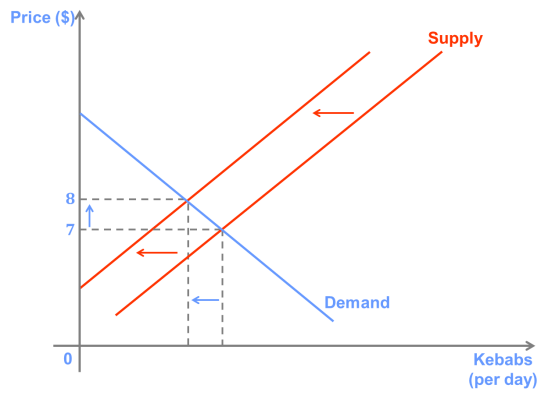 Price ($)
Supply
8
7
Demand
0
Kebabs
(per day)